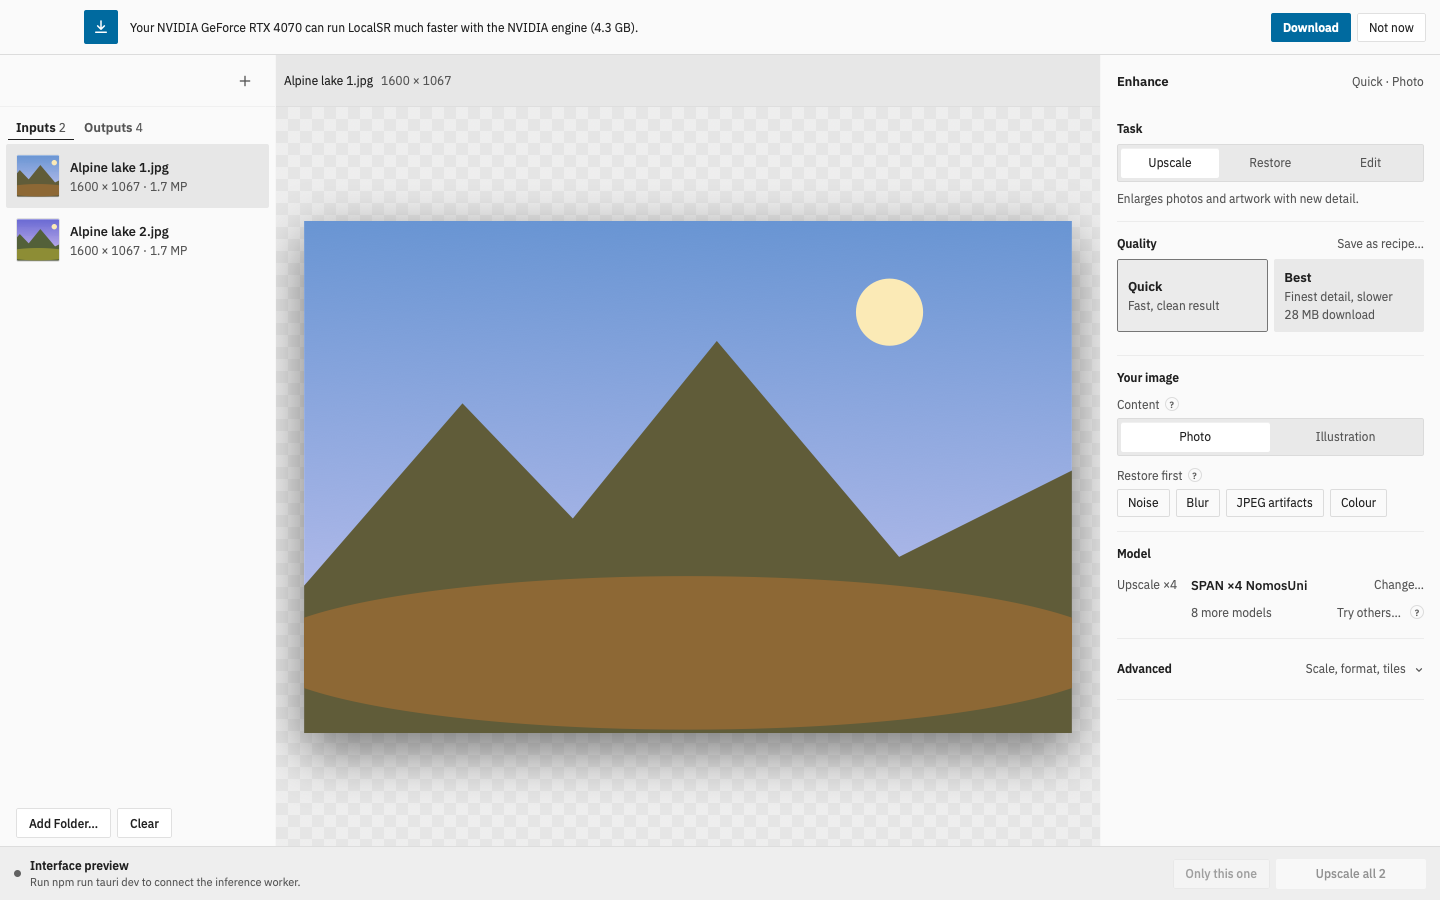 Your NVIDIA GeForce RTX 4070 can run LocalSR much faster with the NVIDIA engine (4.3 GB).
Download
Not now
Inputs 2
Outputs 4
Alpine lake 1.jpg
1600 × 1067 · 1.7 MP
Alpine lake 2.jpg
1600 × 1067 · 1.7 MP
Add Folder...
Clear
Alpine lake 1.jpg 1600 × 1067
Enhance
Quick · Photo
Task
Upscale
Restore
Edit
Enlarges photos and artwork with new detail.
Quality
Save as recipe...
Quick
Fast, clean result
Best
Finest detail, slower
28 MB download
Your image
Content ?
Photo
Illustration
Restore first ?
Noise
Blur
JPEG artifacts
Colour
Model
Upscale ×4
SPAN ×4 NomosUni
Change...
8 more models
Try others... ?
Advanced
Scale, format, tiles
Interface preview
Run npm run tauri dev to connect the inference worker.
Only this one
Upscale all 2